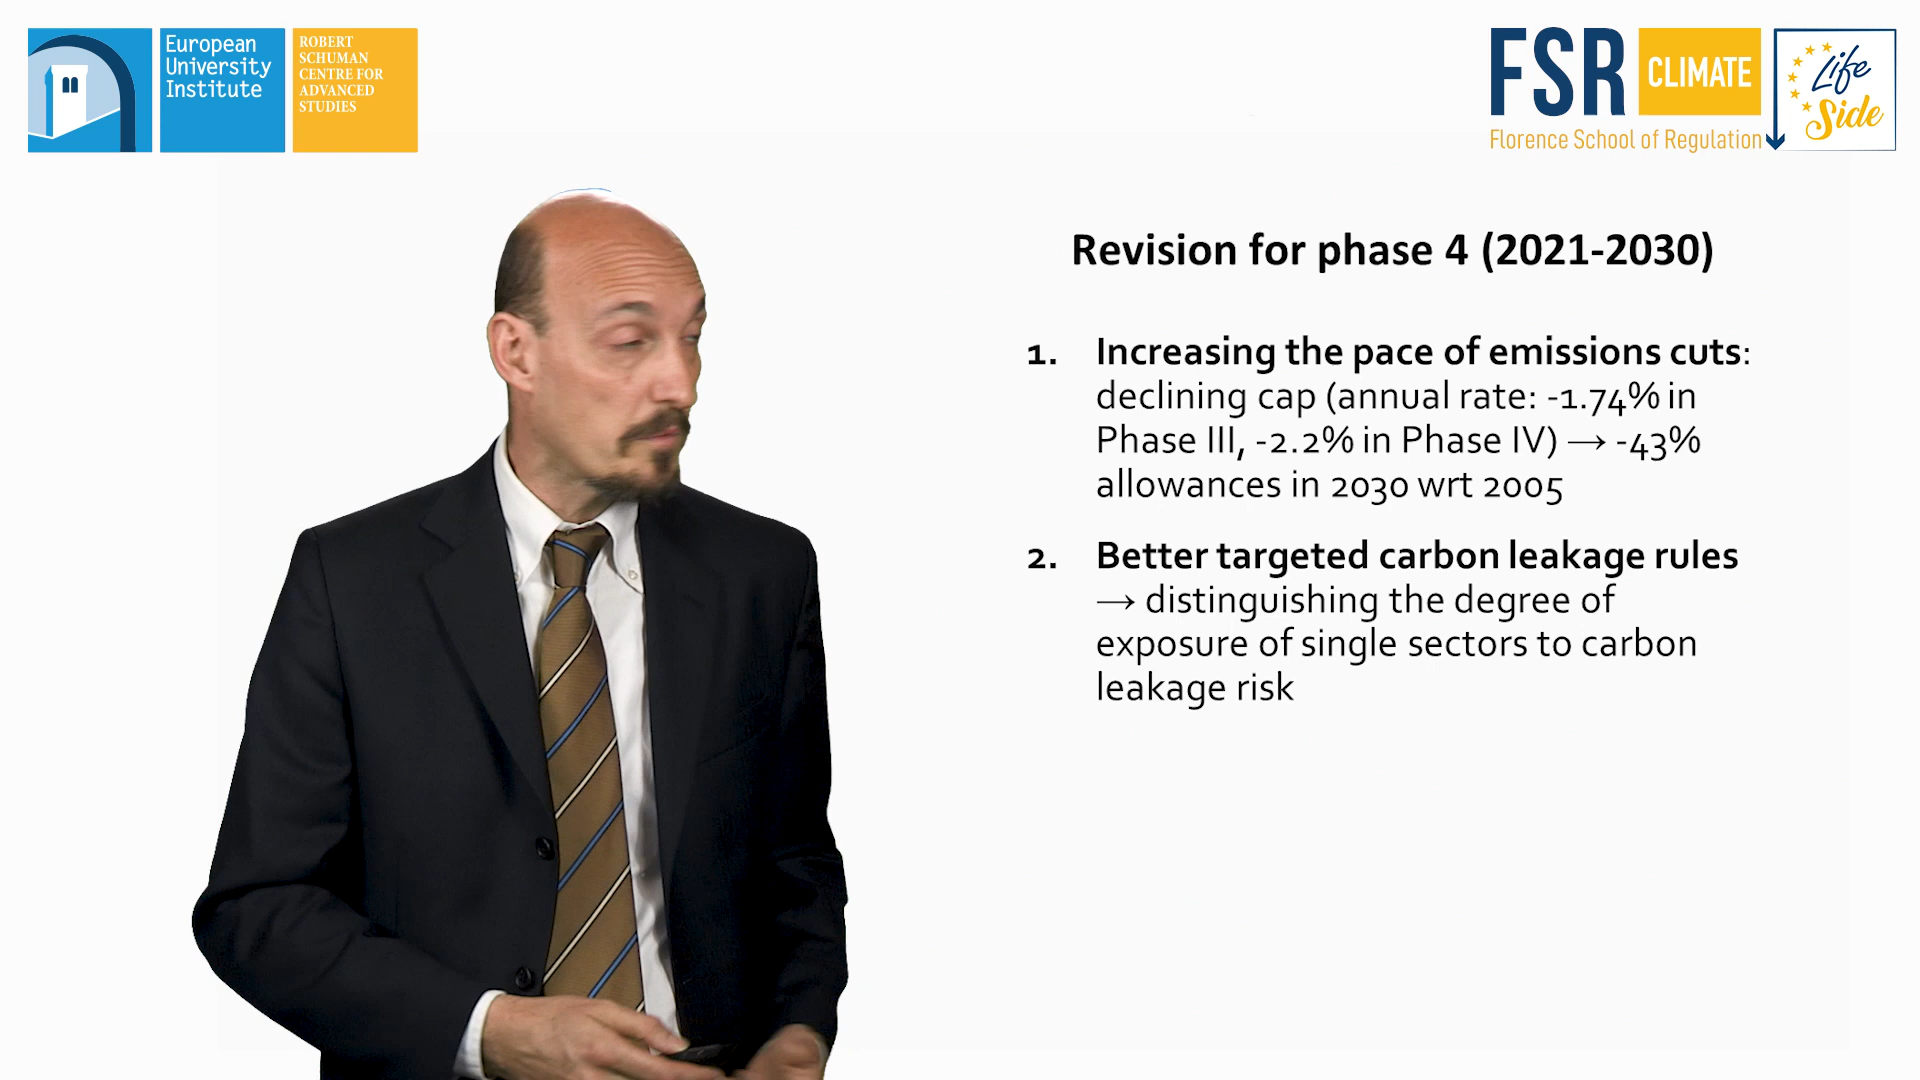 European
University
Institute
ROBERT
SCHUMAN
CENTRE FOR
ADVANCED
STUDIES
FSR CLIMATE
Florence School of Regulation
Life
Side
Revision for phase 4 (2021-2030)
1. Increasing the pace of emissions cuts:
declining cap (annual rate: -1.74% in
Phase III, -2.2% in Phase IV) → -43%
allowances in 2030 wrt 2005
2. Better targeted carbon leakage rules
→ distinguishing the degree of
exposure of single sectors to carbon
leakage risk